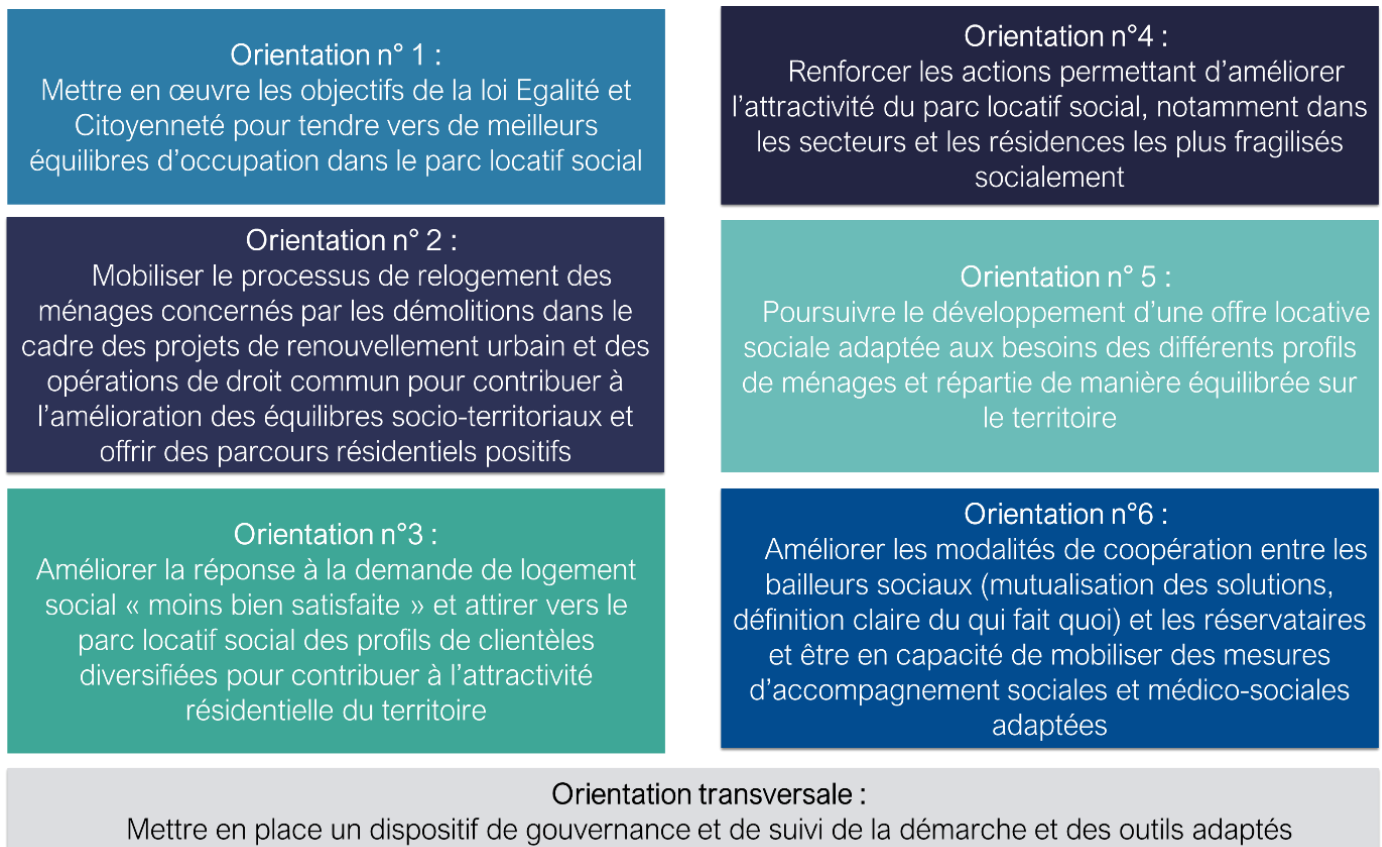 Orientation n° 1 :
Mettre en œuvre les objectifs de la loi Egalité et
Citoyenneté pour tendre vers de meilleurs
équilibres d'occupation dans le parc locatif social
Orientation n° 2 :
Mobiliser le processus de relogement des
ménages concernés par les démolitions dans le
cadre des projets de renouvellement urbain et des
opérations de droit commun pour contribuer à
l'amélioration des équilibres socio-territoriaux et
offrir des parcours résidentiels positifs
Orientation n°3 :
Améliorer la réponse à la demande de logement
social « moins bien satisfaite » et attirer vers le
parc locatif social des profils de clientèles
diversifiées pour contribuer à l'attractivité
résidentielle du territoire
Orientation n°4 :
Renforcer les actions permettant d'améliorer
l'attractivité du parc locatif social, notamment dans
les secteurs et les résidences les plus fragilisés
socialement
Orientation n° 5 :
Poursuivre le développement d'une offre locative
sociale adaptée aux besoins des différents profils
de ménages et répartie de manière équilibrée sur
le territoire
Orientation n°6 :
Améliorer les modalités de coopération entre les
bailleurs sociaux (mutualisation des solutions,
définition claire du qui fait quoi) et les réservataires
et être en capacité de mobiliser des mesures
d'accompagnement sociales et médico-sociales
adaptées
Orientation transversale :
Mettre en place un dispositif de gouvernance et de suivi de la démarche et des outils adaptés